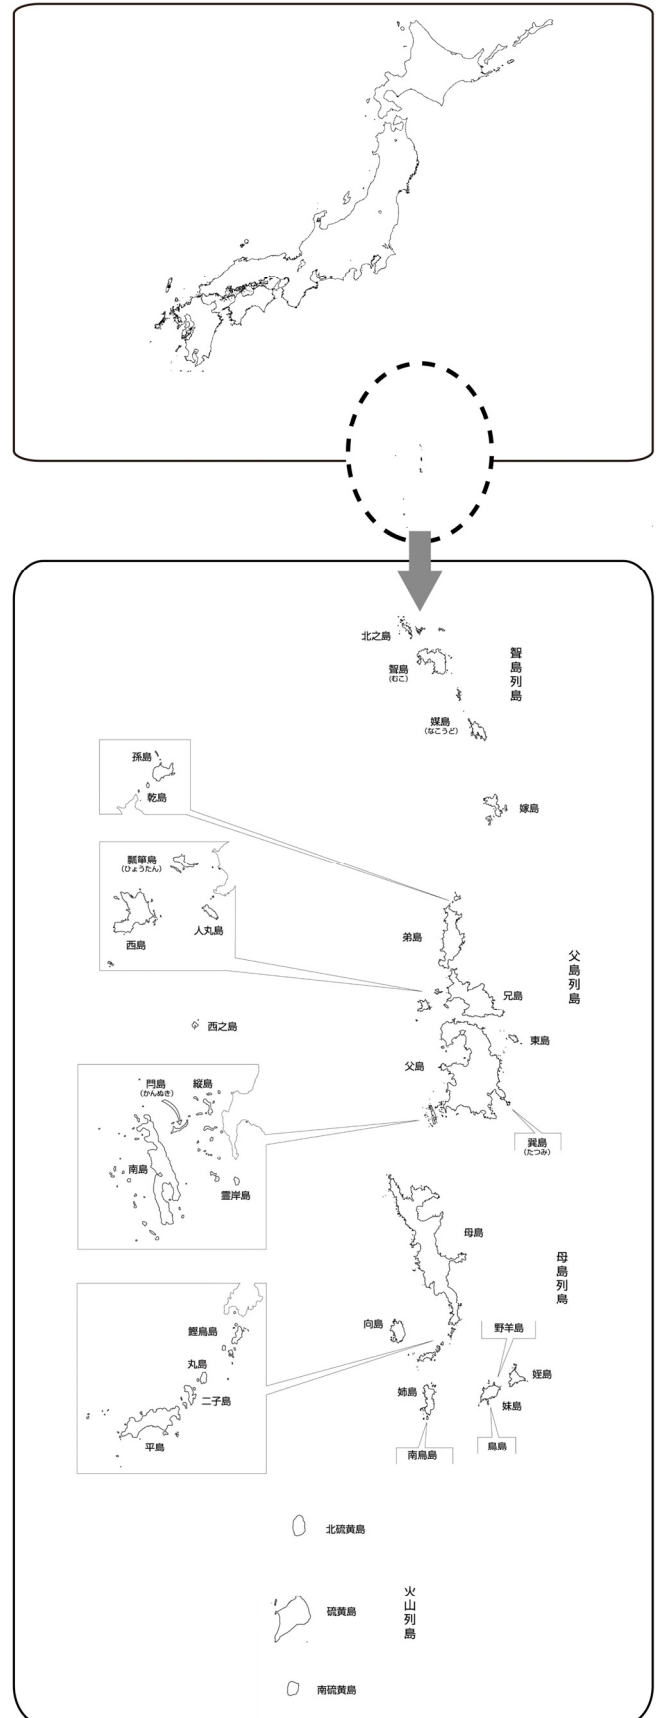 北之島
聟島
(むこ)
聟島列島
媒島
(なこうど)
孫島
乾島
嫁島
瓢箪島
(ひょうたん)
西島
人丸島
弟島
父島列島
兄島
西之島
東島
父島
閂島
(かんぬき)
縦島
南島
霊岸島
巽島
(たつみ)
母島
母島列島
向島
野羊島
鰹鳥島
丸島
二子島
平島
姪島
姉島
妹島
南鳥島
鳥島
北硫黄島
硫黄島
火山列島
南硫黄島